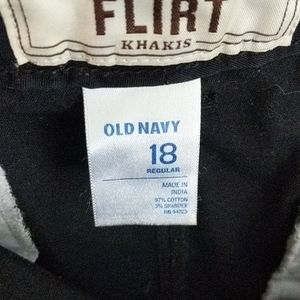 FLIRT
KHAKIS
OLD NAVY
18
REGULAR
MADE IN
INDIA
97% COTTON
3% SPANDEX